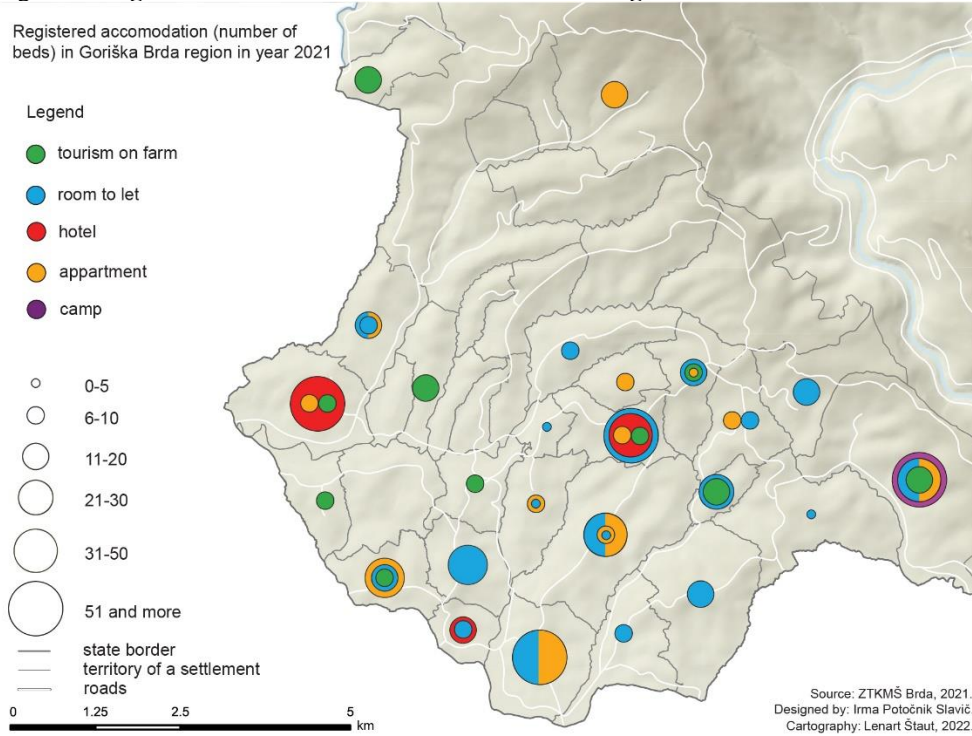 Registered accomodation (number of
beds) in Goriška Brda region in year 2021
Legend
tourism on farm
room to let
hotel
appartment
camp
0-5
6-10
11-20
21-30
31-50
51 and more
state border
territory of a settlement
roads
0 1.25 2.5 5
km
Source: ZTKMŠ Brda, 2021.
Designed by: Irma Potočnik Slavič.
Cartography: Lenart Štaut, 2022.